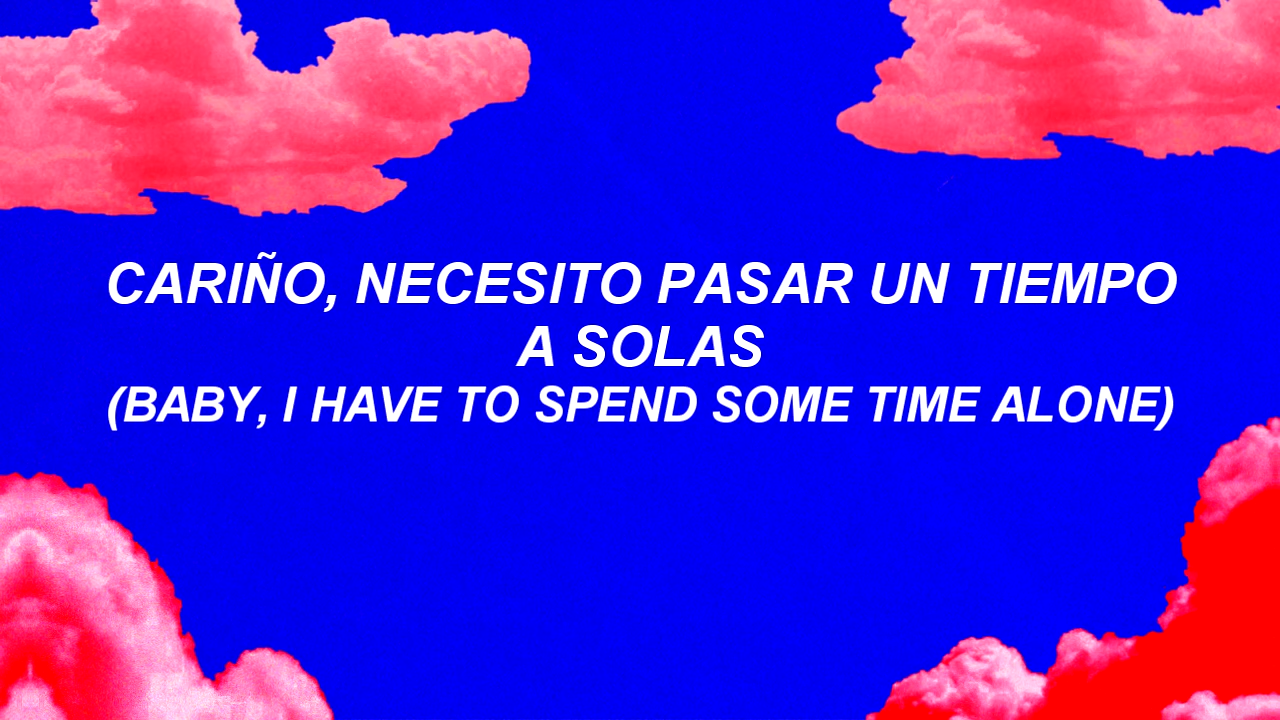 CARIÑO, NECESITO PASAR UN TIEMPO
A SOLAS
(BABY, I HAVE TO SPEND SOME TIME ALONE)